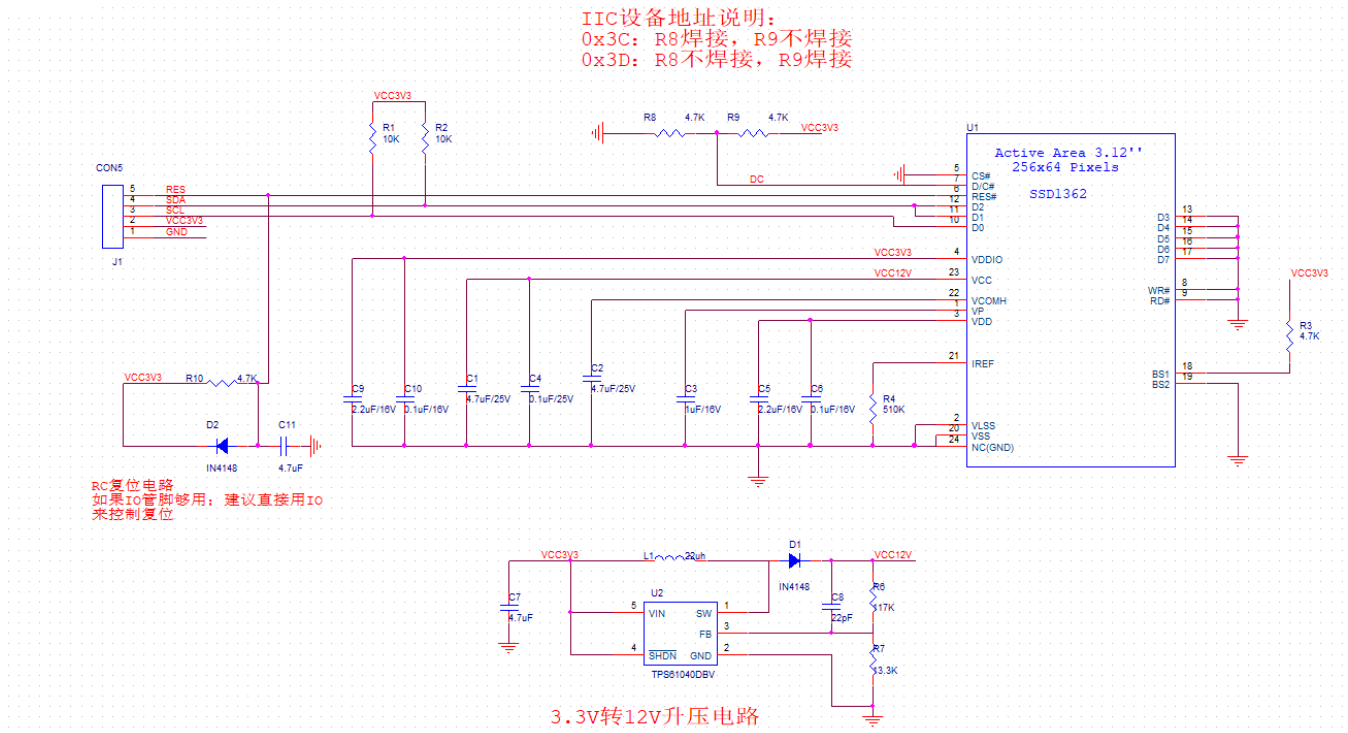 IIC设备地址说明:
0x3C: R8焊接, R9不焊接
0x3D: R8不焊接, R9焊接
VCC3V3
R1
10K
R2
10K
R8 4.7K R9 4.7K
VCC3V3
DC
U1
Active Area 3.12''
256x64 Pixels
SSD1362
CON5
5 RES
4 SDA
3 SCL
2 VCC3V3
1 GND
J1
5 CS#
7 D/C#
6 RES#
12 D2
11 D1
10 D0
VCC3V3 4 VDDIO
VCC12V 23 VCC
22 VCOMH
1 VP
3 VDD
21 IREF
2 VLSS
20 VSS
24 NC(GND)
D3 13
D4 14
D5 15
D6 16
D7 17
WR# 8
RD# 9
BS1 18
BS2 19
VCC3V3
R3
4.7K
VCC3V3 R10 4.7K
D2
IN4148
C11
4.7uF
C9
2.2uF/16V
C10
0.1uF/16V
C1
4.7uF/25V
C4
0.1uF/25V
C2
4.7uF/25V
C3
1uF/16V
C5
2.2uF/16V
C6
0.1uF/16V
R4
510K
RC复位电路
如果IO管脚够用; 建议直接用IO
来控制复位
VCC3V3
L1 22uh
D1
IN4148
VCC12V
C7
4.7uF
U2
5 VIN SW 1
FB 3
4 SHDN GND 2
TPS61040DBV
C8
22pF
R6
117K
R7
13.3K
3.3V转12V升压电路